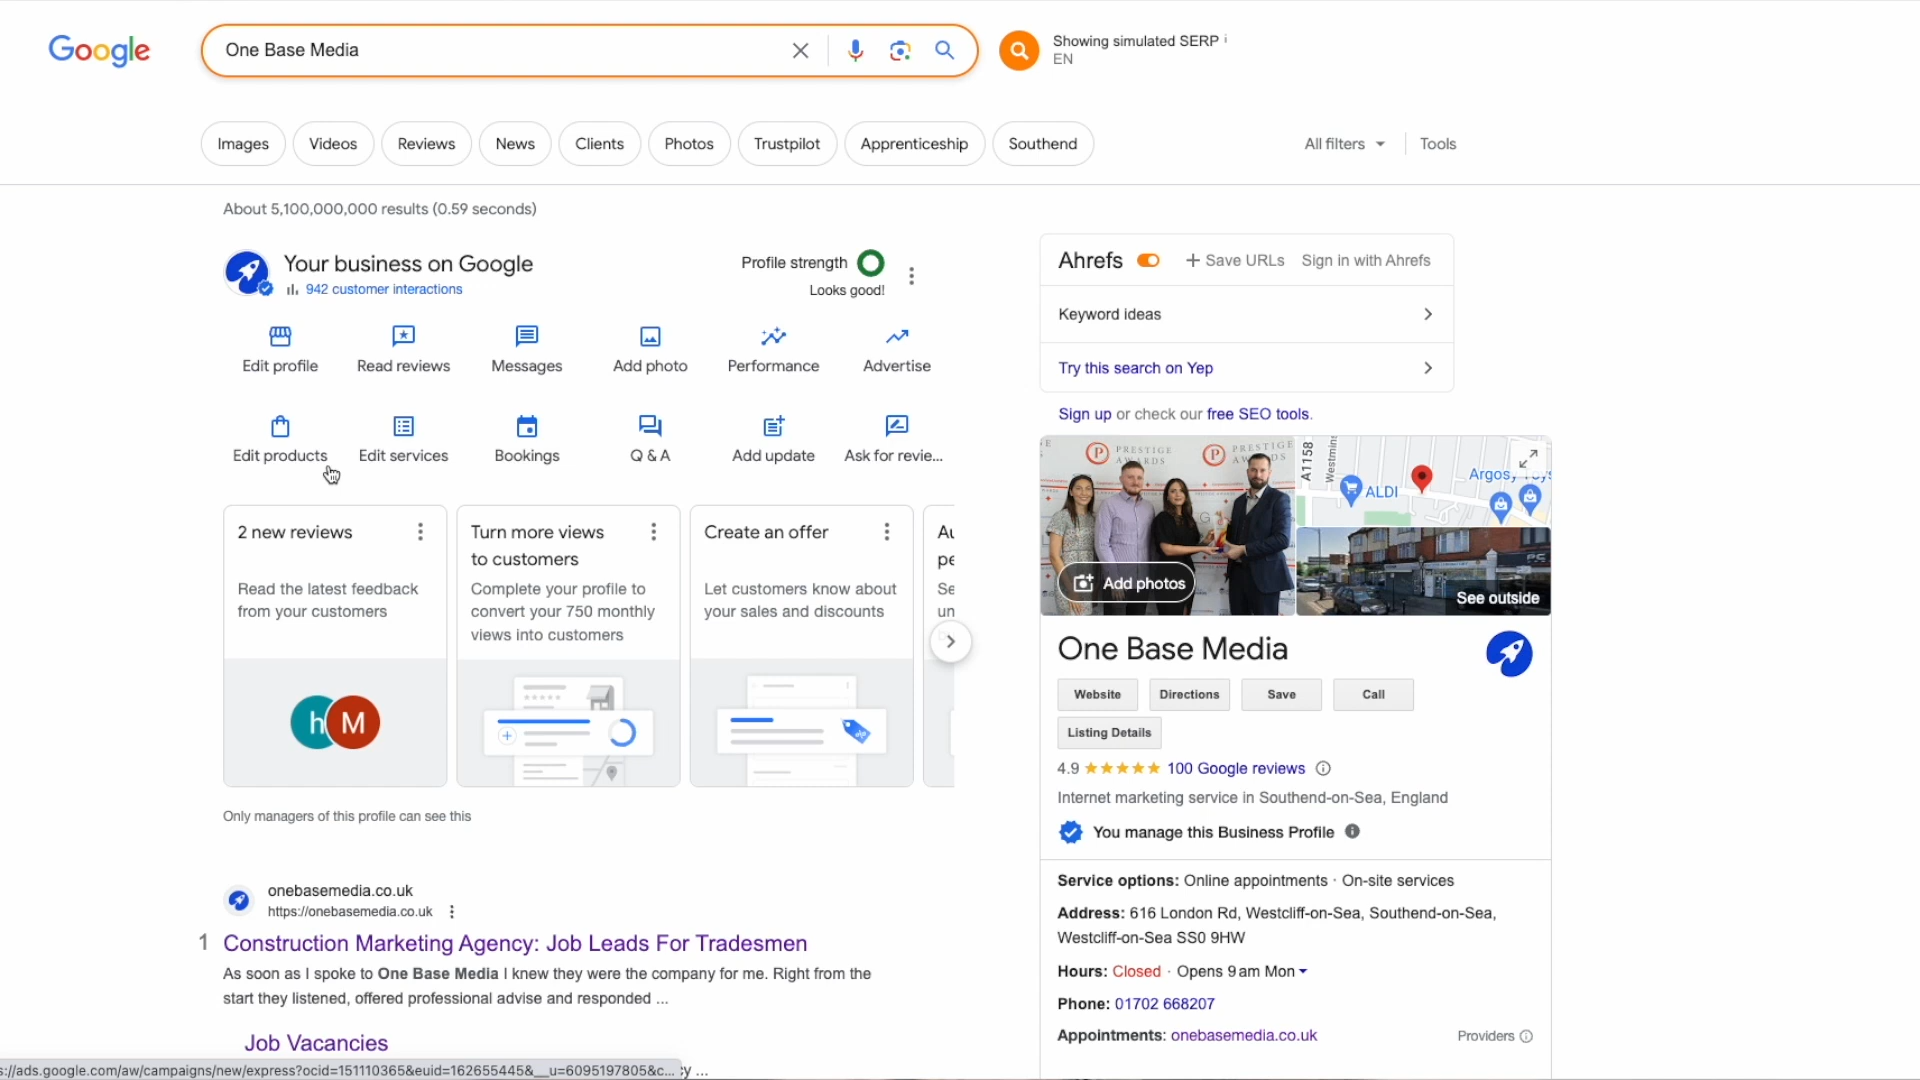 Google
One Base Media
Showing simulated SERP i
EN
Images
Videos
Reviews
News
Clients
Photos
Trustpilot
Apprenticeship
Southend
All filters
Tools
About 5,100,000,000 results (0.59 seconds)
Your business on Google
942 customer interactions
Profile strength
Looks good!
Edit profile
Read reviews
Messages
Add photo
Performance
Advertise
Edit products
Edit services
Bookings
Q & A
Add update
Ask for revie...
2 new reviews
Read the latest feedback
from your customers
h M
Turn more views
to customers
Complete your profile to
convert your 750 monthly
views into customers
Create an offer
Let customers know about
your sales and discounts
Au
pe
Se
un
Only managers of this profile can see this
onebasemedia.co.uk
https://onebasemedia.co.uk
1 Construction Marketing Agency: Job Leads For Tradesmen
As soon as I spoke to One Base Media I knew they were the company for me. Right from the
start they listened, offered professional advise and responded ...
Job Vacancies
s://ads.google.com/aw/campaigns/new/express?ocid=151110365&euid=162655445&__u=6095197805&c... cy ...
Ahrefs
+ Save URLs
Sign in with Ahrefs
Keyword ideas
Try this search on Yep
Sign up or check our free SEO tools.
PRESTIGE
AWARDS
PRESTIGE
AWARDS
Add photos
A1158
Westmins
ALDI
Argos
See outside
One Base Media
Website
Directions
Save
Call
Listing Details
4.9 100 Google reviews
Internet marketing service in Southend-on-Sea, England
You manage this Business Profile
Service options: Online appointments · On-site services
Address: 616 London Rd, Westcliff-on-Sea, Southend-on-Sea,
Westcliff-on-Sea SS0 9HW
Hours: Closed · Opens 9 am Mon
Phone: 01702 668207
Appointments: onebasemedia.co.uk
Providers